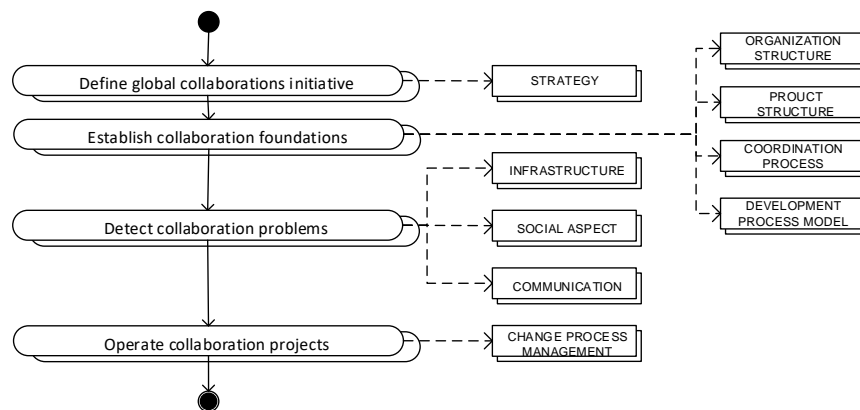 Define global collaborations initiative
STRATEGY
ORGANIZATION
STRUCTURE
Establish collaboration foundations
PROUCT
STRUCTURE
COORDINATION
PROCESS
DEVELOPMENT
PROCESS MODEL
Detect collaboration problems
INFRASTRUCTURE
SOCIAL ASPECT
COMMUNICATION
Operate collaboration projects
CHANGE PROCESS
MANAGEMENT